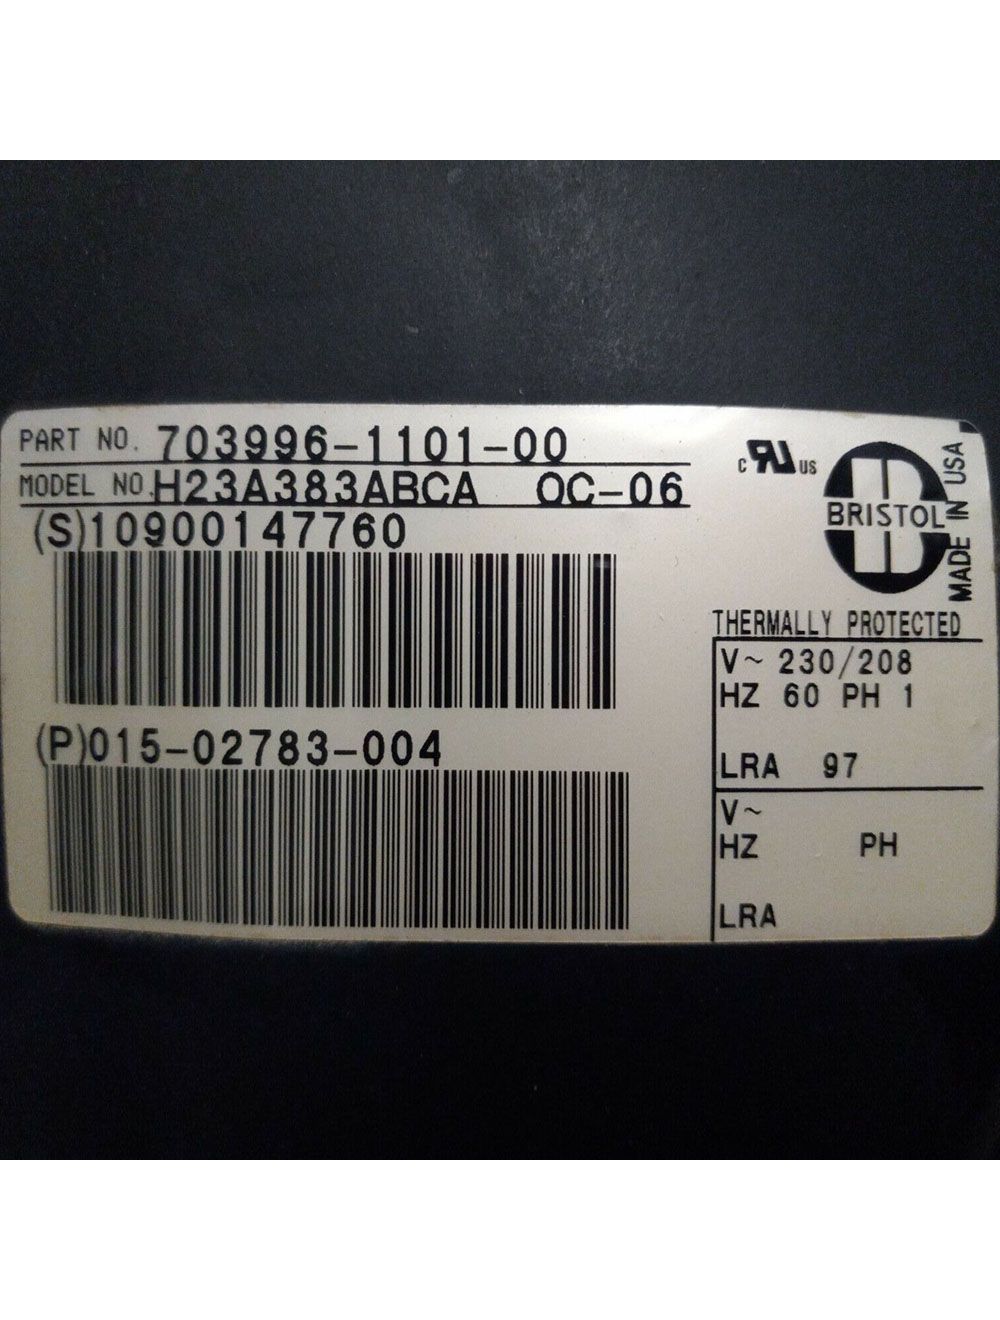 PART NO. 703996-1101-00
MODEL NO. H23A383ABCA OC-06
(S)10900147760
(P)015-02783-004
C RU US
BRISTOL
MADE IN USA
THERMALLY PROTECTED
V~ 230/208
HZ 60 PH 1
LRA 97
V~
HZ PH
LRA